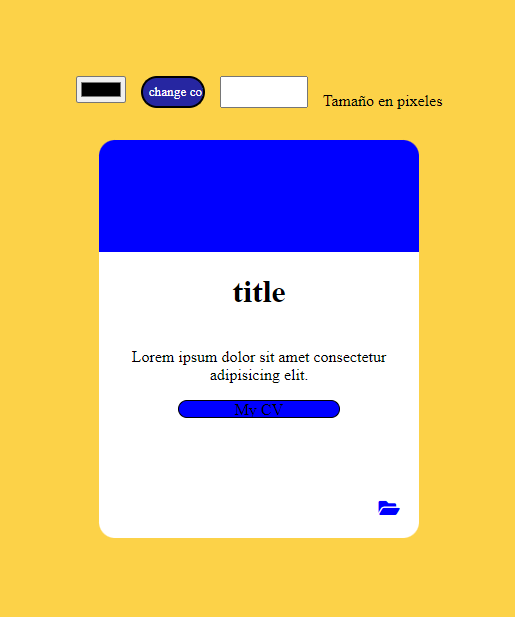 change co
Tamaño en pixeles
title
Lorem ipsum dolor sit amet consectetur
adipisicing elit.
My CV